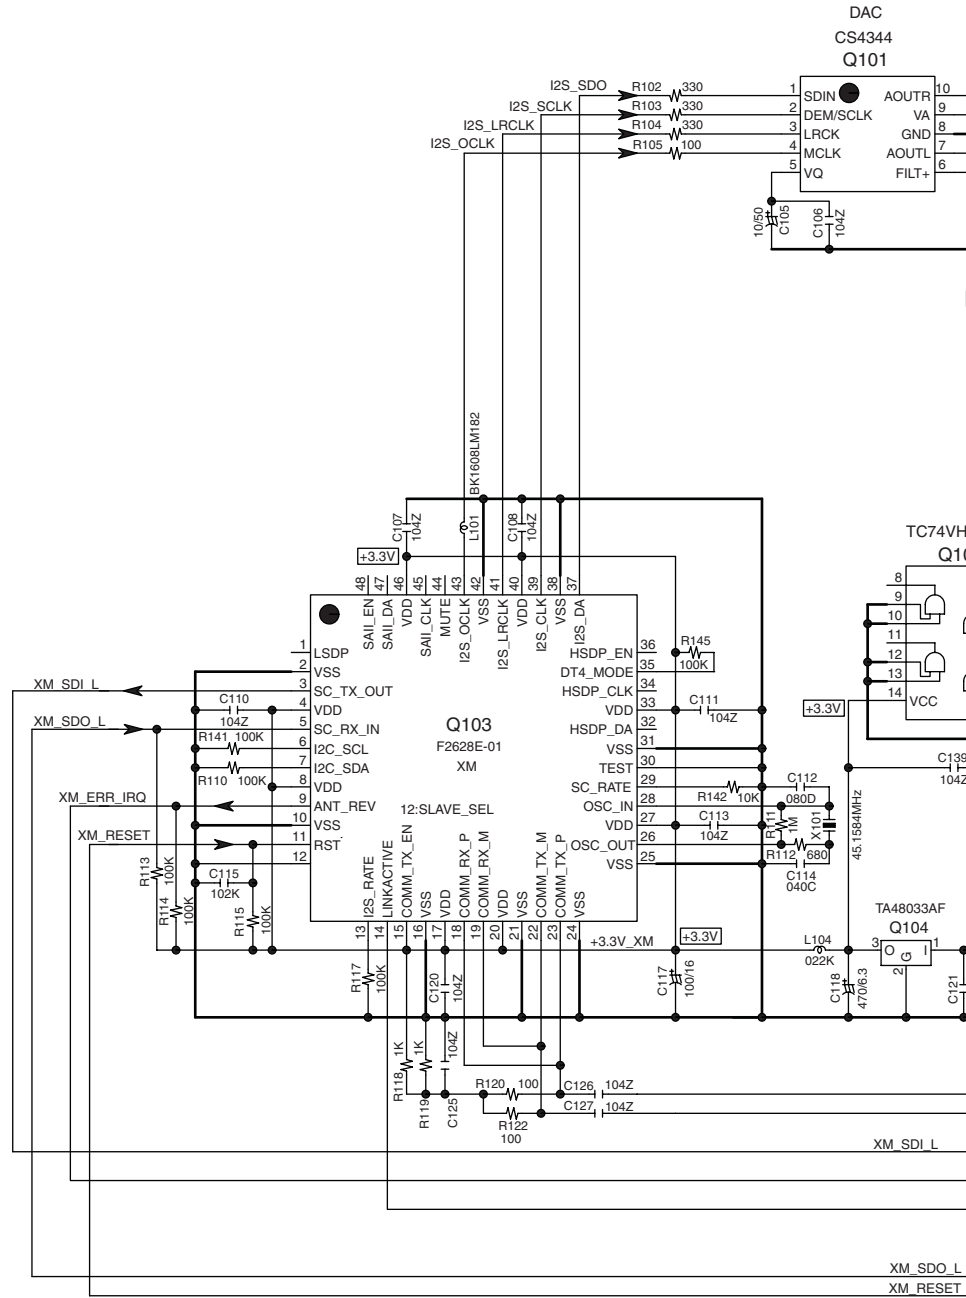 DAC
CS4344
Q101
I2S_SDO R102 330
I2S_SCLK R103 330
I2S_LRCLK R104 330
I2S_OCLK R105 100
1 SDIN AOUTR 10
2 DEM/SCLK VA 9
3 LRCK GND 8
4 MCLK AOUTL 7
5 VQ FILT+ 6
10/50 C105
C106 104Z
BK1608LM182
L101
C107 104Z
C108 104Z
+3.3V
48 47 46 45 44 43 42 41 40 39 38 37
SAII_EN
SAII_DA
VDD
SAII_CLK
MUTE
I2S_OCLK
VSS
I2S_LRCLK
VDD
I2S_CLK
VSS
I2S_DA
TC74VH
8
9
10
11
12
13
14 VCC
+3.3V
C139
104Z
1 LSDP
2 VSS
3 SC_TX_OUT
4 VDD
5 SC_RX_IN
6 I2C_SCL
7 I2C_SDA
8 VDD
9 ANT_REV
10 VSS
11 RST
12
Q103
F2628E-01
XM
12:SLAVE_SEL
HSDP_EN 36
DT4_MODE 35
HSDP_CLK 34
VDD 33
HSDP_DA 32
VSS 31
TEST 30
SC_RATE 29
OSC_IN 28
VDD 27
OSC_OUT 26
VSS 25
R145
100K
C111
104Z
R142 10K
C112
080D
C113
104Z
R111 1M
X101
45.1584MHz
R112 680
C114
040C
XM_SDI_L
XM_SDO_L
XM_ERR_IRQ
XM_RESET
C110
104Z
R141 100K
R110 100K
R113 100K
R114 100K
C115
102K
R115 100K
I2S_RATE
LINKACTIVE
COMM_TX_EN
VSS
VDD
COMM_RX_P
COMM_RX_M
VDD
VSS
COMM_TX_M
COMM_TX_P
VSS
13 14 15 16 17 18 19 20 21 22 23 24
+3.3V_XM
+3.3V
L104
022K
TA48033AF
Q104
3 O G I 1
2
R117 100K
C120 104Z
C117 100/16
C118 470/6.3
C121
R118 1K
R119 1K
C125 104Z
R120 100
R122
100
C126 104Z
C127 104Z
XM_SDI_L
XM_SDO_L
XM_RESET